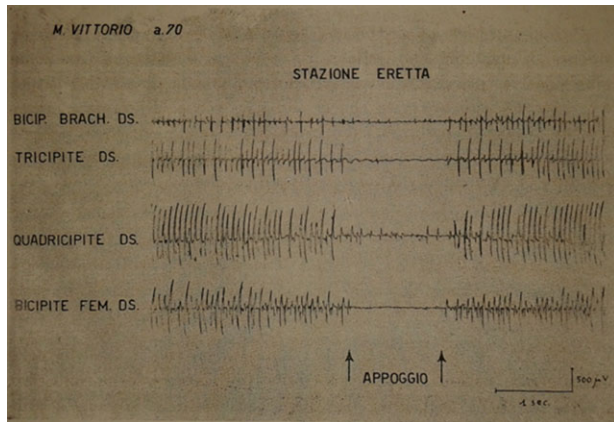 M. VITTORIO a.70
STAZIONE ERETTA
BICIP. BRACH. DS.
TRICIPITE DS.
QUADRICIPITE DS.
BICIPITE FEM. DS.
APPOGGIO
500 µV
1 sec.